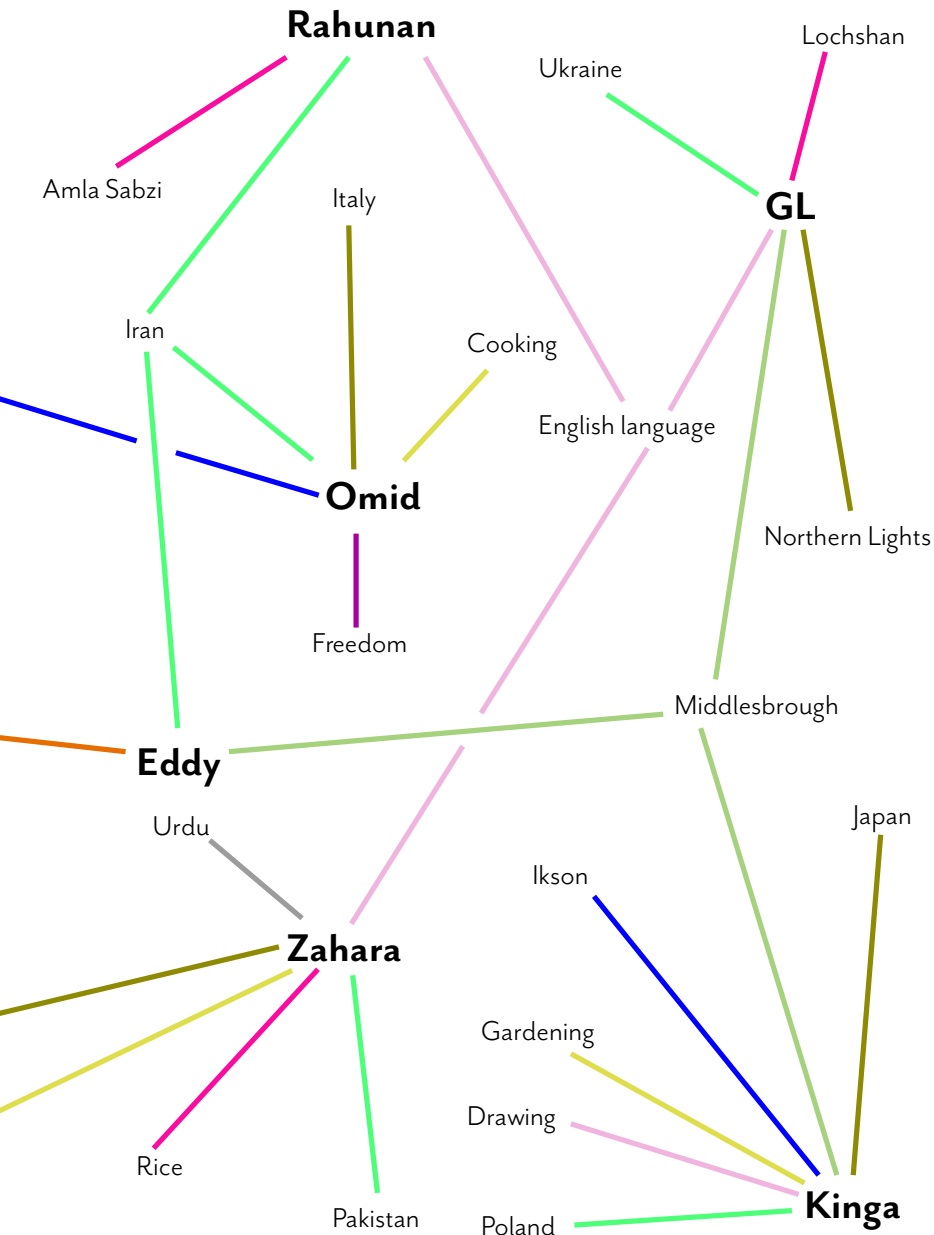 Rahunan
Lochshan
Ukraine
Amla Sabzi
Italy
GL
Iran
Cooking
English language
Omid
Northern Lights
Freedom
Middlesbrough
Eddy
Urdu
Japan
Ikson
Zahara
Gardening
Drawing
Rice
Kinga
Pakistan
Poland